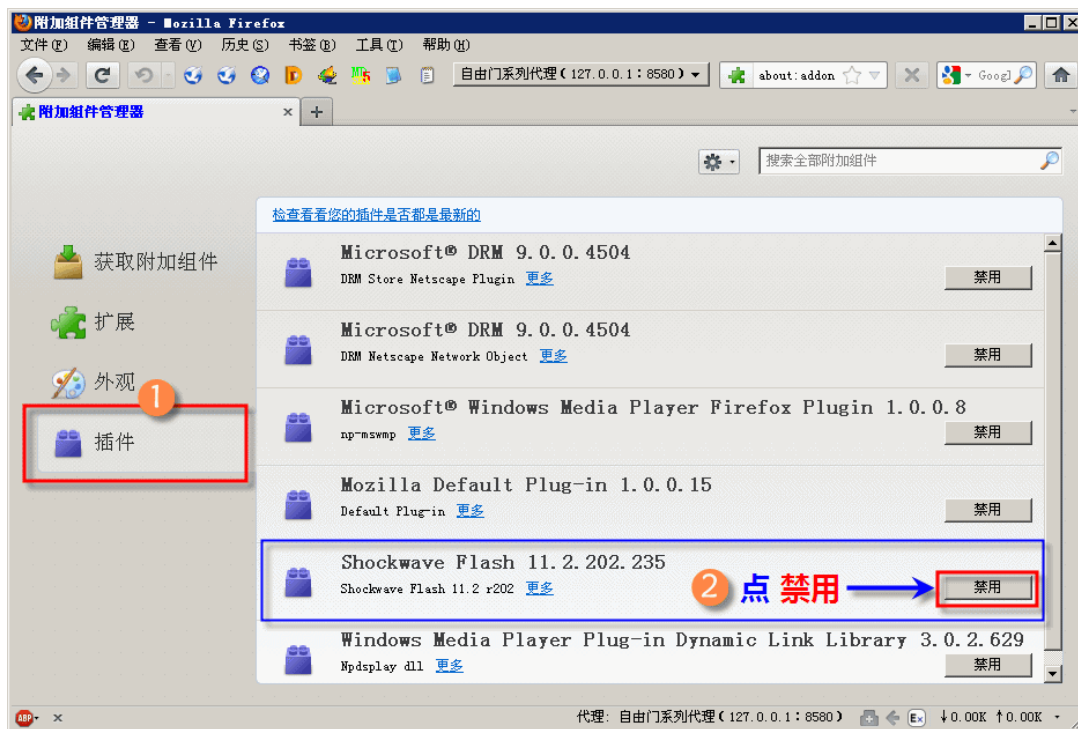 附加组件管理器 - Mozilla Firefox
文件(F) 编辑(E) 查看(V) 历史(S) 书签(B) 工具(T) 帮助(H)
自由门系列代理(127.0.0.1:8580) about:addon Googl
附加组件管理器
搜索全部附加组件
检查看看您的插件是否都是最新的
获取附加组件
扩展
外观
1
插件
Microsoft® DRM 9.0.0.4504
DRM Store Netscape Plugin 更多 禁用
Microsoft® DRM 9.0.0.4504
DRM Netscape Network Object 更多 禁用
Microsoft® Windows Media Player Firefox Plugin 1.0.0.8
np-mswmp 更多 禁用
Mozilla Default Plug-in 1.0.0.15
Default Plug-in 更多 禁用
Shockwave Flash 11.2.202.235
Shockwave Flash 11.2 r202 更多 2 点 禁用 禁用
Windows Media Player Plug-in Dynamic Link Library 3.0.2.629
Npdsplay dll 更多 禁用
ABP 代理: 自由门系列代理(127.0.0.1:8580) Ex ↓0.00K ↑0.00K